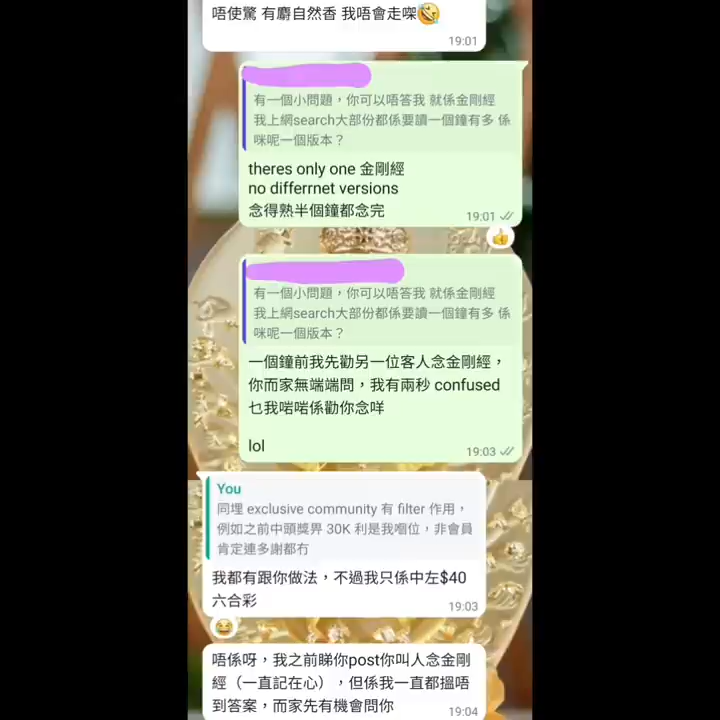 唔使驚 有麝自然香 我唔會走㗎🤣
19:01
有一個小問題，你可以唔答我 就係金剛經
我上網search大部份都係要讀一個鐘有多 係
咪呢一個版本？
theres only one 金剛經
no differrnet versions
念得熟半個鐘都念完
19:01
有一個小問題，你可以唔答我 就係金剛經
我上網search大部份都係要讀一個鐘有多 係
咪呢一個版本？
一個鐘前我先勸另一位客人念金剛經，
你而家無端端問，我有兩秒 confused
乜我啱啱係勸你念咩
lol
19:03
You
同埋 exclusive community 有 filter 作用，
例如之前中頭獎畀 30K 利是我嗰位，非會員
肯定連多謝都冇
我都有跟你做法，不過我只係中左$40
六合彩
19:03
唔係呀，我之前睇你post你叫人念金剛
經（一直記在心），但係我一直都搵唔
到答案，而家先有機會問你
19:04